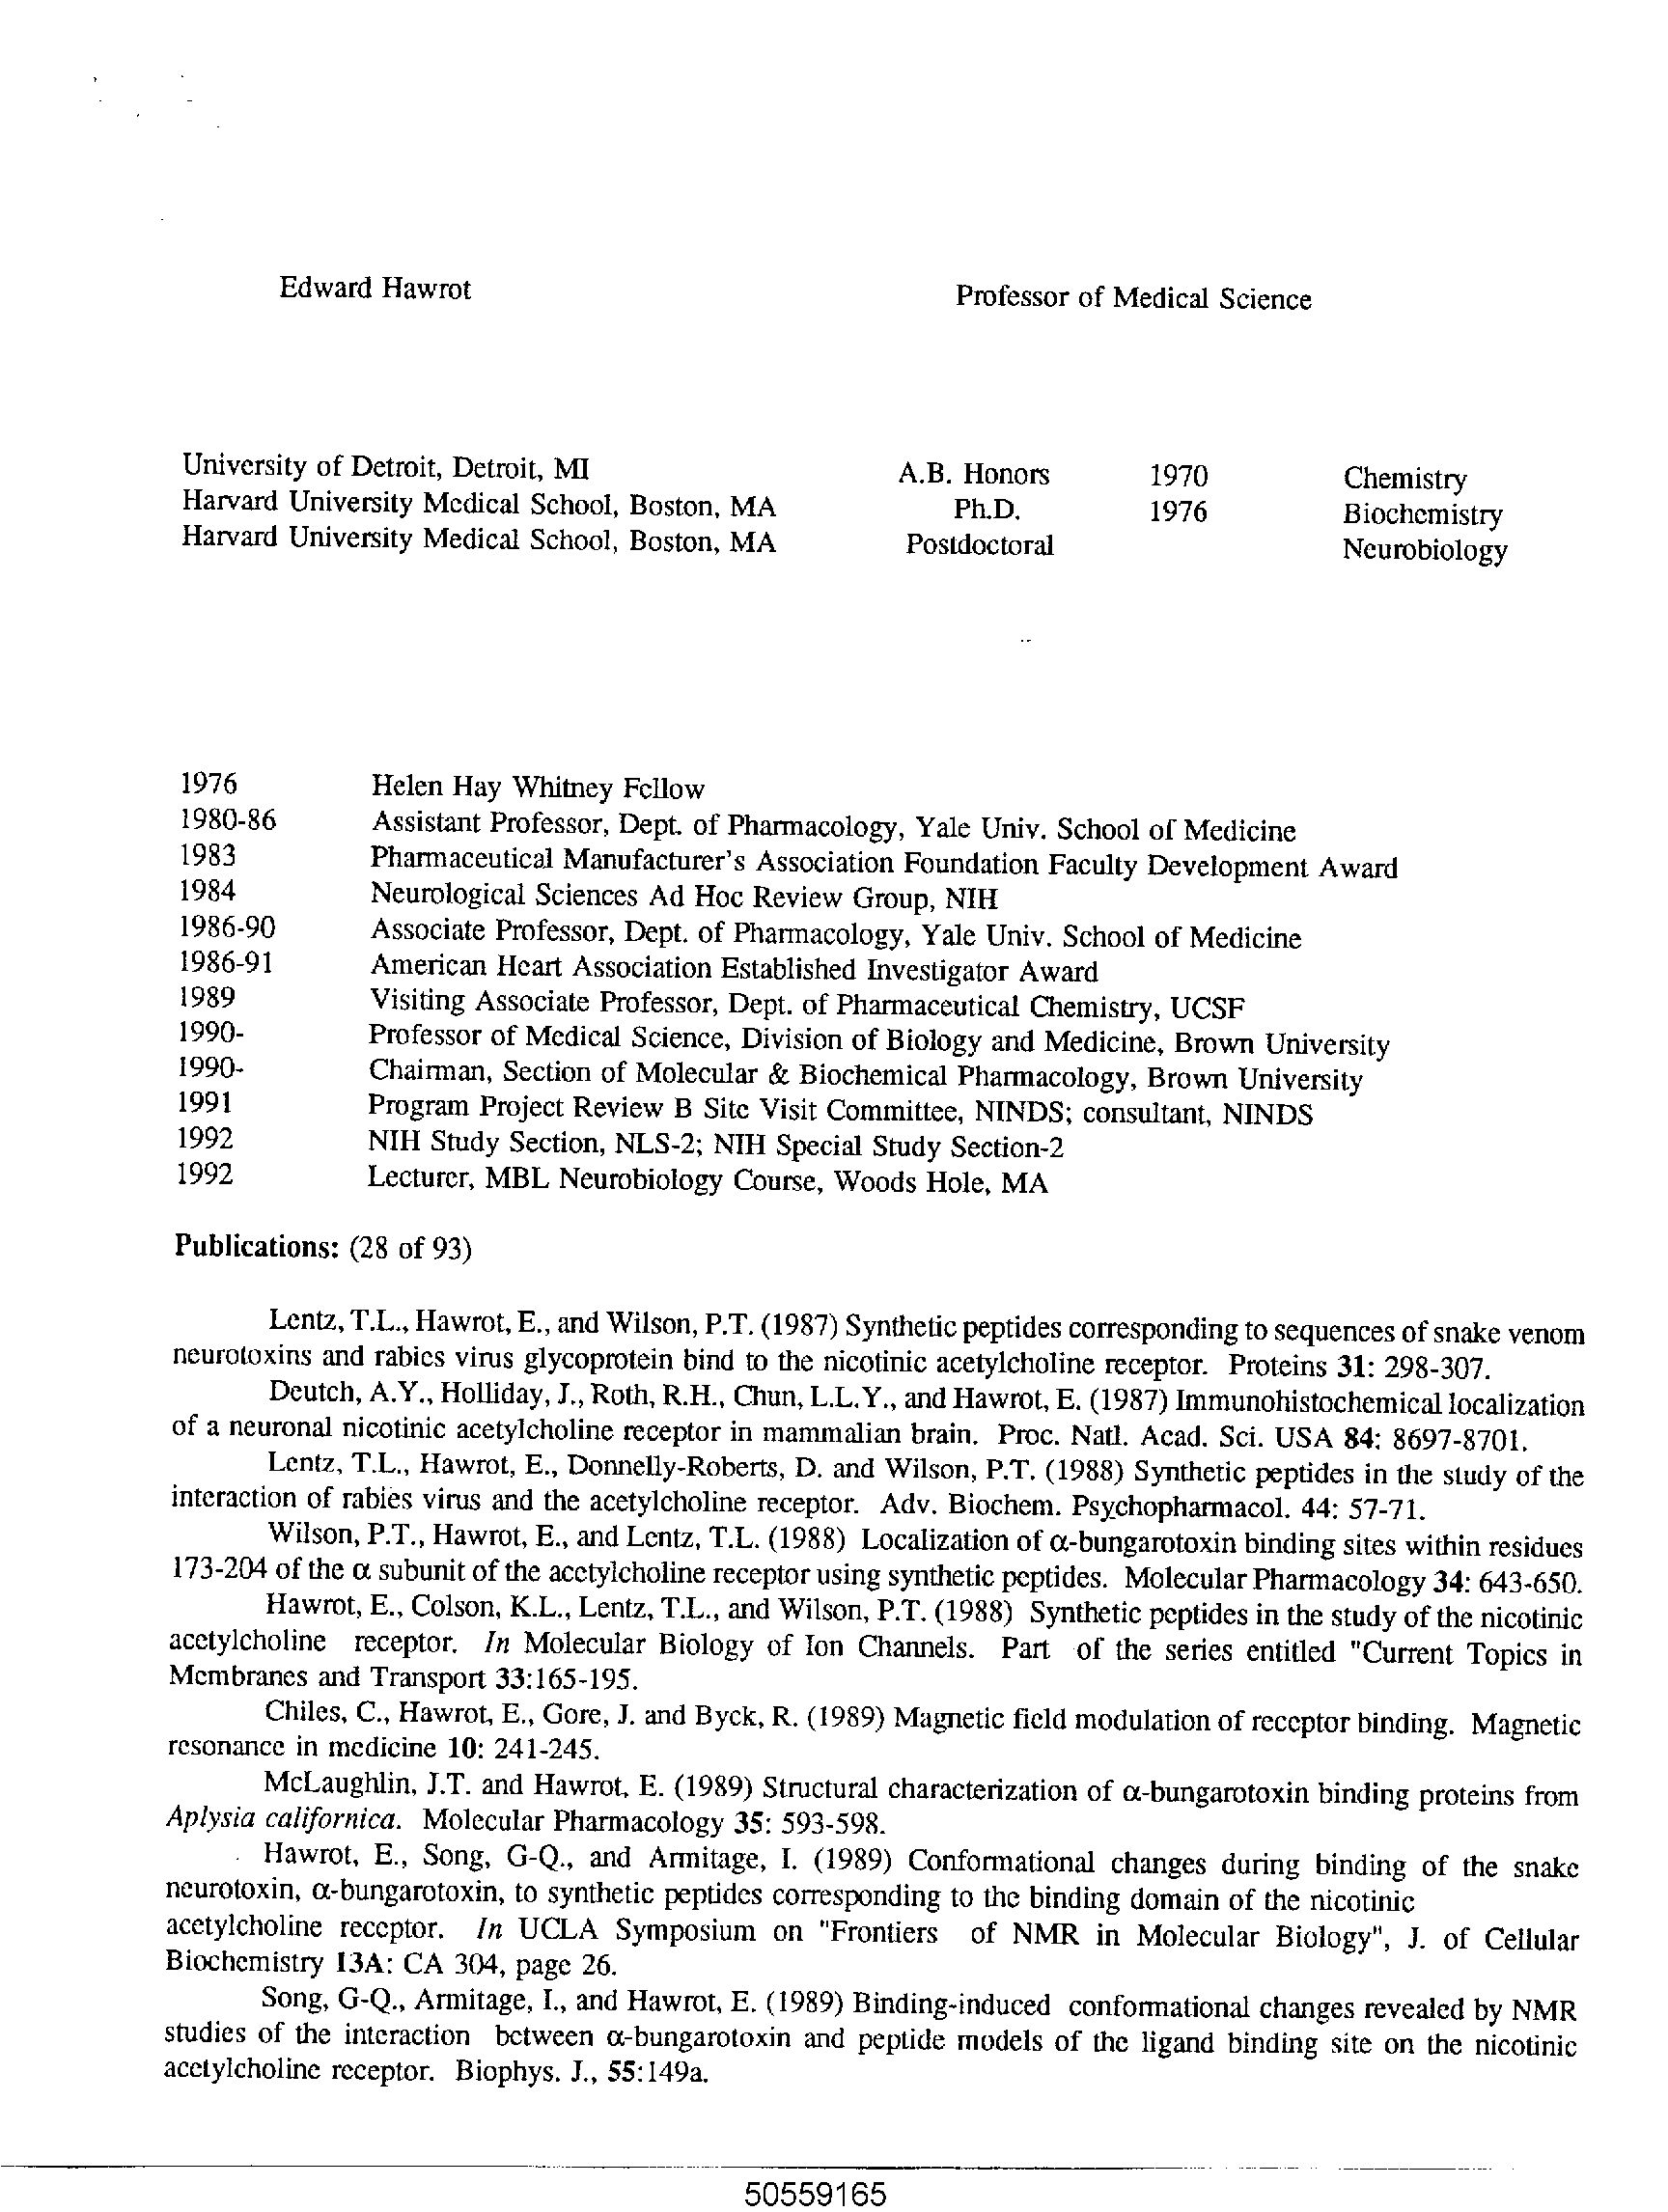 Edward Hawrot Professor of Medical Science
University of Detroit, Detroit, MI A.B. Honors 1970 Chemistry
Harvard University Medical School, Boston, MA Ph.D. 1976 Biochemistry
Harvard University Medical School, Boston, MA Postdoctoral Neurobiology
1976 Helen Hay Whitney Fellow
1980-86 Assistant Professor, Dept. of Pharmacology, Yale Univ. School of Medicine
1983 Pharmaceutical Manufacturer's Association Foundation Faculty Development Award
1984 Neurological Sciences Ad Hoc Review Group, NIH
1986-90 Associate Professor, Dept. of Pharmacology, Yale Univ. School of Medicine
1986-91 American Heart Association Established Investigator Award
1989 Visiting Associate Professor, Dept. of Pharmaceutical Chemistry, UCSF
1990- Professor of Medical Science, Division of Biology and Medicine, Brown University
1990- Chairman, Section of Molecular & Biochemical Pharmacology, Brown University
1991 Program Project Review B Site Visit Committee, NINDS; consultant, NINDS
1992 NIH Study Section, NLS-2; NIH Special Study Section-2
1992 Lecturer, MBL Neurobiology Course, Woods Hole, MA
Publications: (28 of 93)
Lentz, T.L., Hawrot, E., and Wilson, P.T. (1987) Synthetic peptides corresponding to sequences of snake venom
neurotoxins and rabies virus glycoprotein bind to the nicotinic acetylcholine receptor. Proteins 31: 298-307.
Deutch, A.Y., Holliday, J., Roth, R.H., Chun, L.L.Y., and Hawrot, E. (1987) Immunohistochemical localization
of a neuronal nicotinic acetylcholine receptor in mammalian brain. Proc. Natl. Acad. Sci. USA 84: 8697-8701.
Lentz, T.L., Hawrot, E., Donnelly-Roberts, D. and Wilson, P.T. (1988) Synthetic peptides in the study of the
interaction of rabies virus and the acetylcholine receptor. Adv. Biochem. Psychopharmacol. 44: 57-71.
Wilson, P.T., Hawrot, E., and Lentz, T.L. (1988) Localization of α-bungarotoxin binding sites within residues
173-204 of the α subunit of the acetylcholine receptor using synthetic peptides. Molecular Pharmacology 34: 643-650.
Hawrot, E., Colson, K.L., Lentz, T.L., and Wilson, P.T. (1988) Synthetic peptides in the study of the nicotinic
acetylcholine receptor. In Molecular Biology of Ion Channels. Part of the series entitled "Current Topics in
Membranes and Transport 33:165-195.
Chiles, C., Hawrot, E., Gore, J. and Byck, R. (1989) Magnetic field modulation of receptor binding. Magnetic
resonance in medicine 10: 241-245.
McLaughlin, J.T. and Hawrot, E. (1989) Structural characterization of α-bungarotoxin binding proteins from
Aplysia californica. Molecular Pharmacology 35: 593-598.
Hawrot, E., Song, G-Q., and Armitage, I. (1989) Conformational changes during binding of the snake
neurotoxin, α-bungarotoxin, to synthetic peptides corresponding to the binding domain of the nicotinic
acetylcholine receptor. In UCLA Symposium on "Frontiers of NMR in Molecular Biology", J. of Cellular
Biochemistry 13A: CA 304, page 26.
Song, G-Q., Armitage, I., and Hawrot, E. (1989) Binding-induced conformational changes revealed by NMR
studies of the interaction between α-bungarotoxin and peptide models of the ligand binding site on the nicotinic
acetylcholine receptor. Biophys. J., 55:149a.
50559165